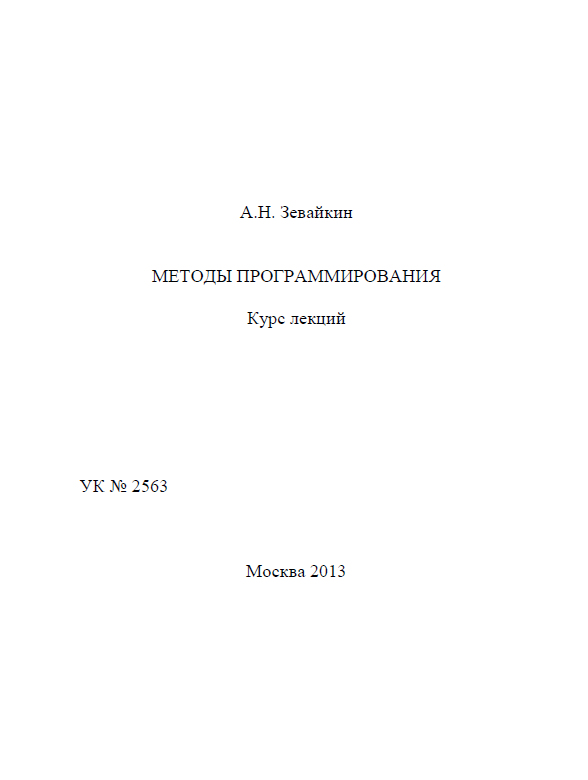 А.Н. Зевайкин
МЕТОДЫ ПРОГРАММИРОВАНИЯ
Курс лекций
УК № 2563
Москва 2013